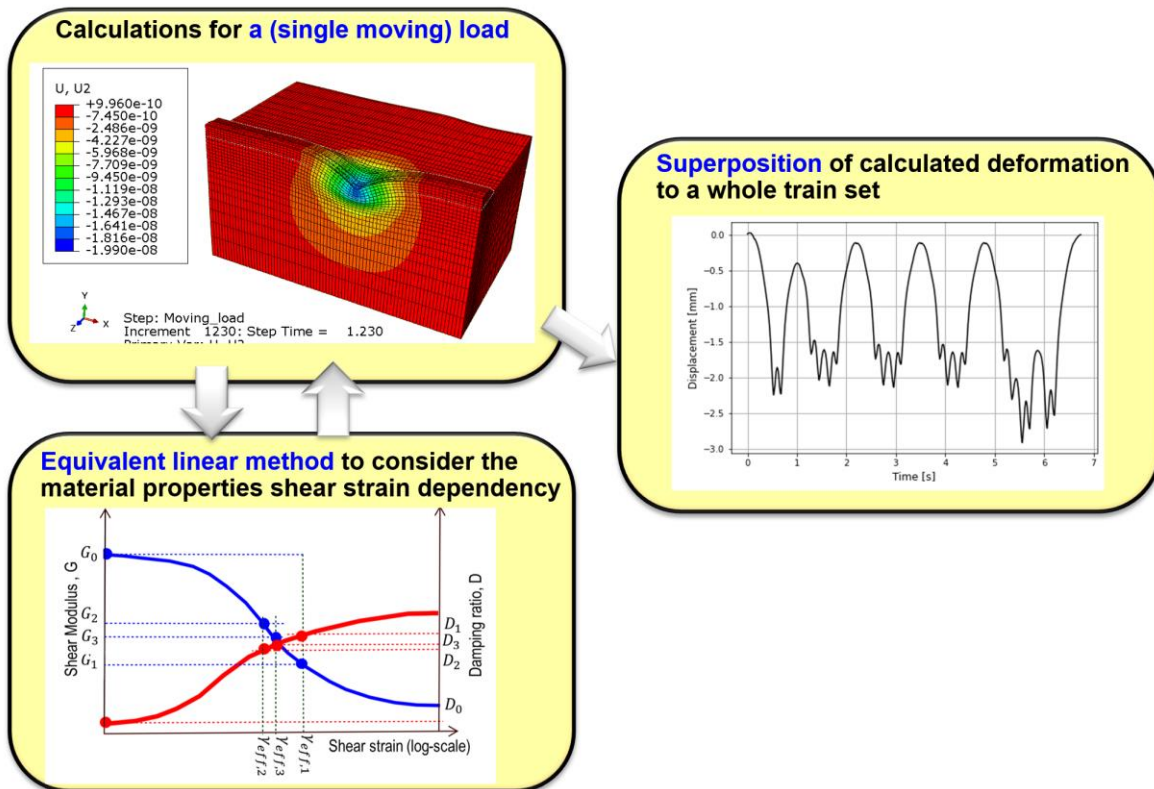 Calculations for a (single moving) load
U, U2
+9.960e-10
-7.450e-10
-2.486e-09
-4.227e-09
-5.968e-09
-7.709e-09
-9.450e-09
-1.119e-08
-1.293e-08
-1.467e-08
-1.641e-08
-1.816e-08
-1.990e-08
Y
Z X
Step: Moving_load
Increment 1230: Step Time = 1.230
Primary Var: U, U2
Superposition of calculated deformation
to a whole train set
Displacement [mm]
0.0
−0.5
−1.0
−1.5
−2.0
−2.5
−3.0
0 1 2 3 4 5 6 7
Time [s]
Equivalent linear method to consider the
material properties shear strain dependency
Shear Modulus , G
G₀
G₂
G₃
G₁
Damping ratio, D
D₁
D₃
D₂
D₀
γeff,2 γeff,3 γeff,1
Shear strain (log-scale)